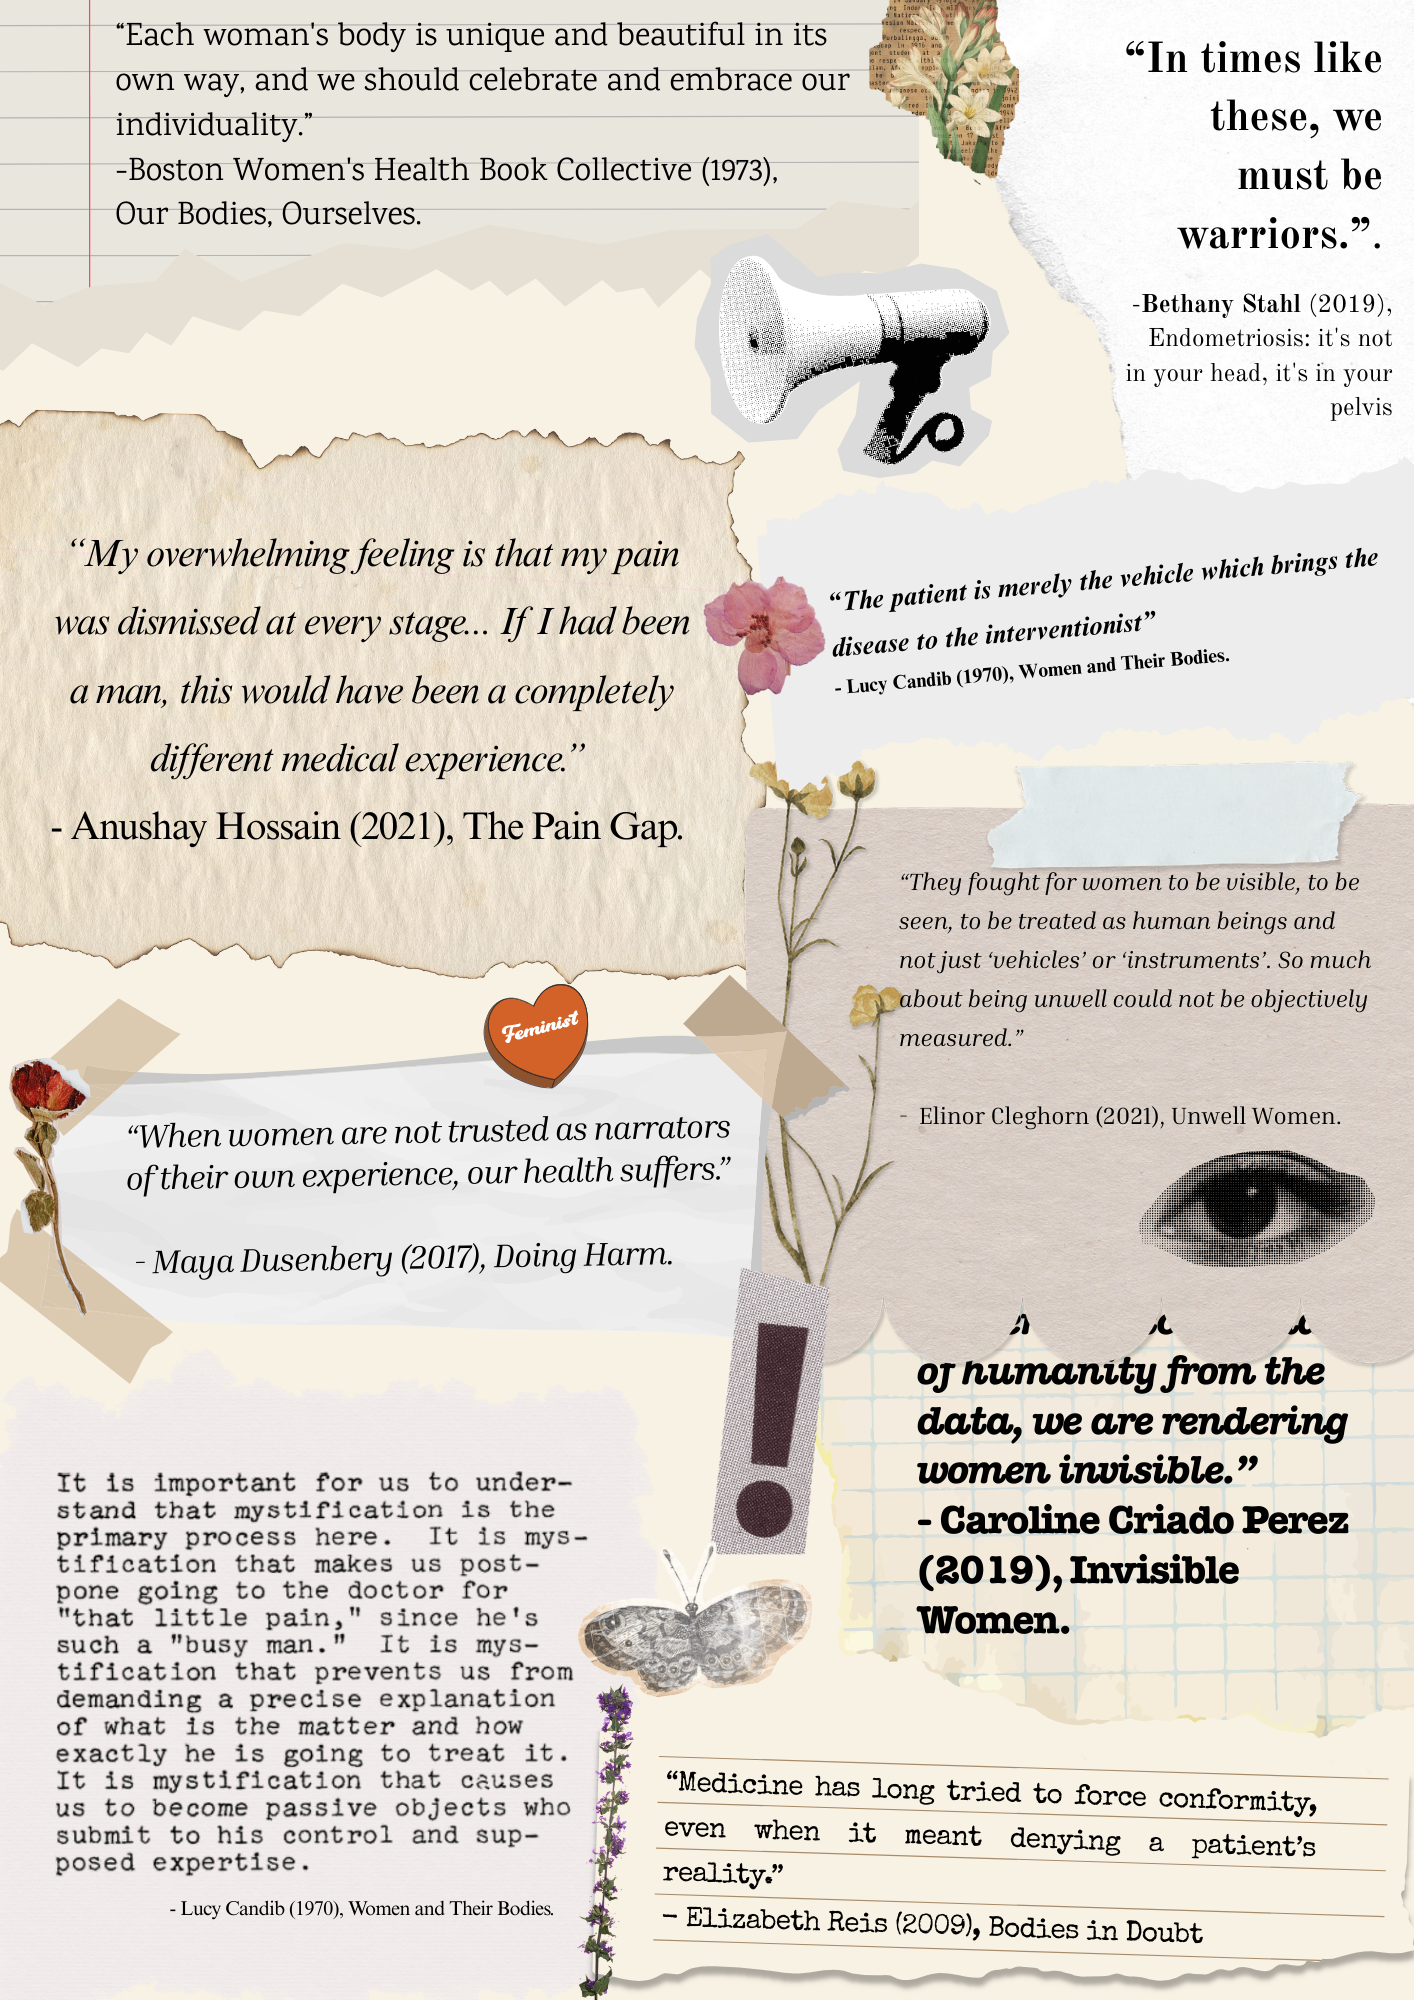 “Each woman's body is unique and beautiful in its
own way, and we should celebrate and embrace our
individuality.”
-Boston Women's Health Book Collective (1973),
Our Bodies, Ourselves.
“In times like
these, we
must be
warriors.”.
-Bethany Stahl (2019),
Endometriosis: it's not
in your head, it's in your
pelvis
“My overwhelming feeling is that my pain
was dismissed at every stage... If I had been
a man, this would have been a completely
different medical experience.”
- Anushay Hossain (2021), The Pain Gap.
“The patient is merely the vehicle which brings the
disease to the interventionist”
- Lucy Candib (1970), Women and Their Bodies.
“They fought for women to be visible, to be
seen, to be treated as human beings and
not just ‘vehicles’ or ‘instruments’. So much
about being unwell could not be objectively
measured.”
- Elinor Cleghorn (2021), Unwell Women.
Feminist
“When women are not trusted as narrators
of their own experience, our health suffers.”
- Maya Dusenbery (2017), Doing Harm.
of humanity from the
data, we are rendering
women invisible.”
- Caroline Criado Perez
(2019), Invisible
Women.
It is important for us to under-
stand that mystification is the
primary process here. It is mys-
tification that makes us post-
pone going to the doctor for
"that little pain," since he's
such a "busy man." It is mys-
tification that prevents us from
demanding a precise explanation
of what is the matter and how
exactly he is going to treat it.
It is mystification that causes
us to become passive objects who
submit to his control and sup-
posed expertise.
- Lucy Candib (1970), Women and Their Bodies.
“Medicine has long tried to force conformity,
even when it meant denying a patient’s
reality.”
- Elizabeth Reis (2009), Bodies in Doubt